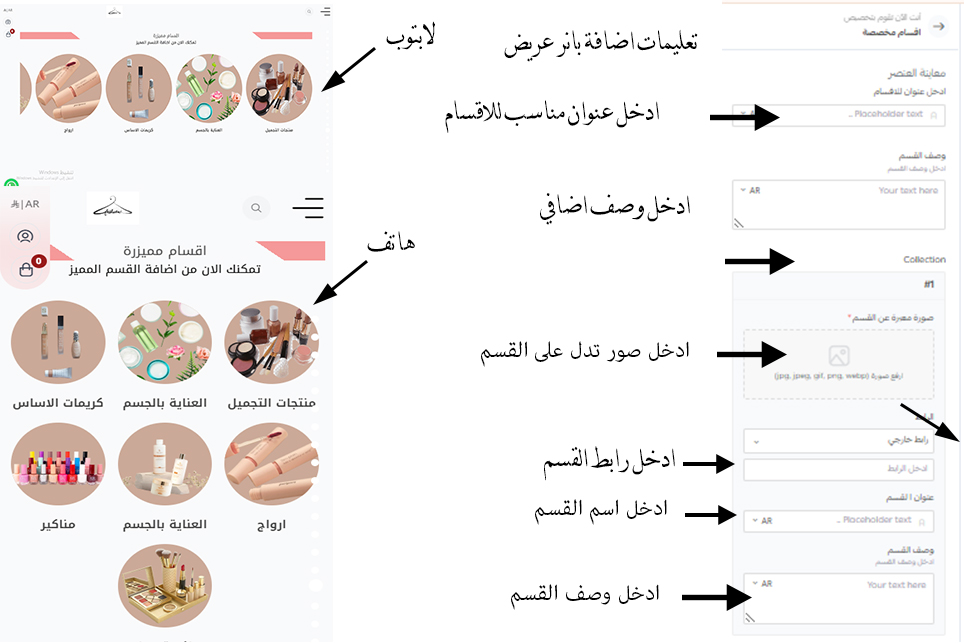 أنت الآن تقوم بتخصيص
اقسام مخصصة
معاينة العنصر
ادخل عنوان للاقسام
Placeholder text ..
وصف القسم
ادخل وصف القسم
AR
Your text here
Collection
#1
صورة معبرة عن القسم *
ارفع صورة (jpg, jpeg, gif, png, webp)
الرابط
رابط خارجي
ادخل الرابط
عنوان القسم
AR
Placeholder text ..
وصف القسم
ادخل وصف القسم
AR
Your text here
تعليمات اضافة بانر عريض
ادخل عنوان مناسب للاقسام
ادخل وصف اضافي
ادخل صور تدل على القسم
ادخل رابط القسم
ادخل اسم القسم
ادخل وصف القسم
لابتوب
هاتف
اقسام مميزرة
تمكنك الان من اضافة القسم المميز
منتجات التجميل
العناية بالجسم
كريمات الاساس
ارواج
AR
0
اقسام مميزرة
تمكنك الان من اضافة القسم المميز
منتجات التجميل
العناية بالجسم
كريمات الاساس
ارواج
العناية بالجسم
مناكير